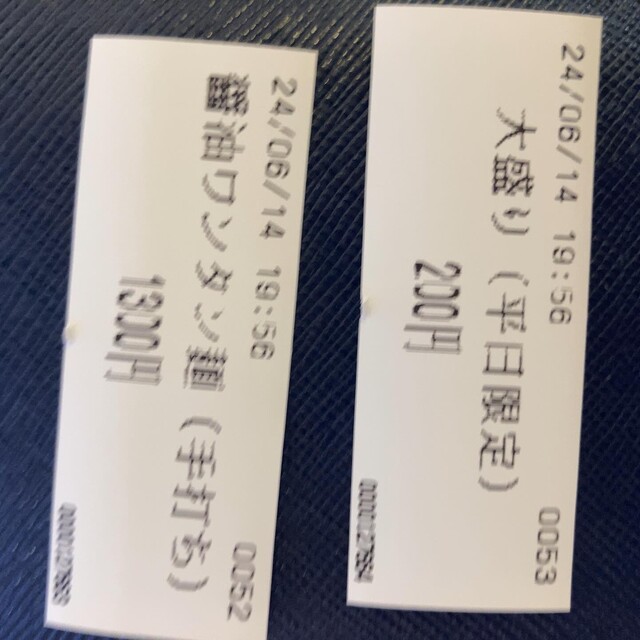 24/06/14 19:56 0052
醤油ワンタン麺(手打ち)
1300円
24/06/14 19:56 0053
大盛り(平日限定)
200円